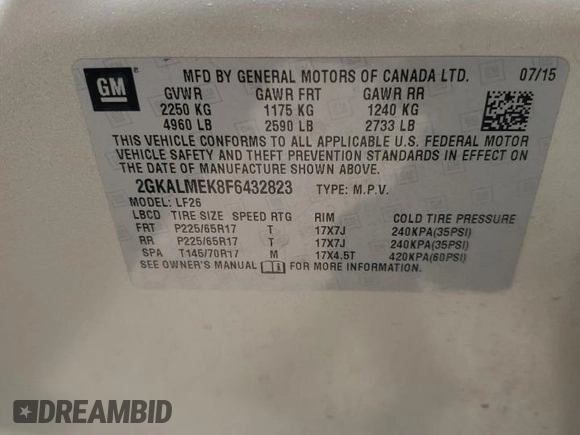 GM
MFD BY GENERAL MOTORS OF CANADA LTD. 07/15
GVWR GAWR FRT GAWR RR
2250 KG 1175 KG 1240 KG
4960 LB 2590 LB 2733 LB
THIS VEHICLE CONFORMS TO ALL APPLICABLE U.S. FEDERAL MOTOR
VEHICLE SAFETY AND THEFT PREVENTION STANDARDS IN EFFECT ON
THE DATE OF MANUFACTURE SHOWN ABOVE.
2GKALMEK8F6432823 TYPE: M.P.V.
MODEL: LF26
LBCD TIRE SIZE SPEED RTG RIM COLD TIRE PRESSURE
FRT P225/65R17 T 17X7J 240KPA(35PSI)
RR P225/65R17 T 17X7J 240KPA(35PSI)
SPA T145/70R17 M 17X4.5T 420KPA(60PSI)
SEE OWNER'S MANUAL FOR MORE INFORMATION.
DREAMBID